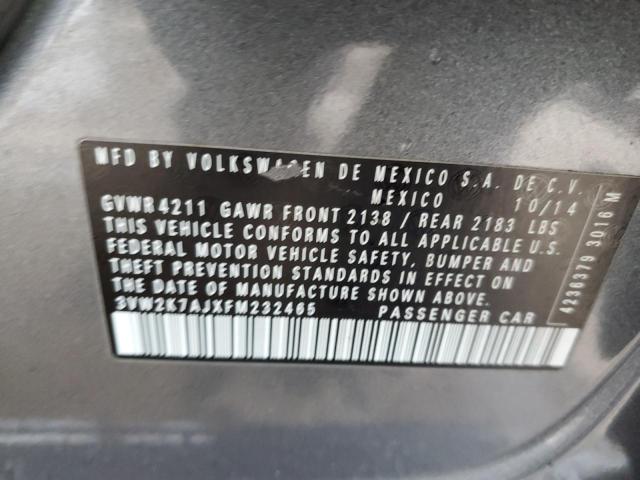 MFD BY VOLKSWAGEN DE MEXICO S.A. DE C.V.
MEXICO 10/14
GVWR 4211 GAWR FRONT 2138 / REAR 2183 LBS
THIS VEHICLE CONFORMS TO ALL APPLICABLE U.S.
FEDERAL MOTOR VEHICLE SAFETY, BUMPER AND
THEFT PREVENTION STANDARDS IN EFFECT ON
THE DATE OF MANUFACTURE SHOWN ABOVE.
3VW2K7AJXFM232465 PASSENGER CAR
4236379 3016 M